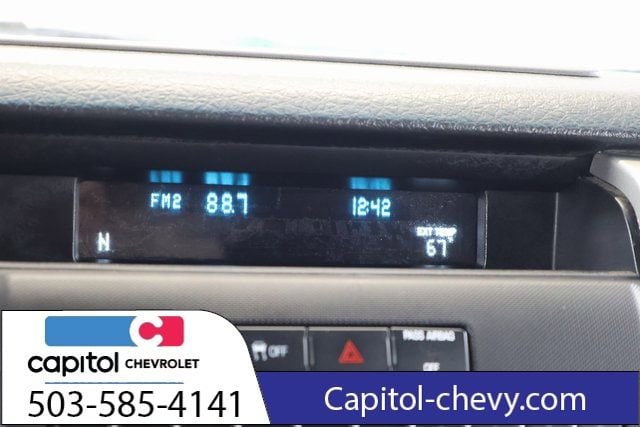 FM2 88.7 12:42
EXT TEMP
N 67°
OFF
PASS AIRBAG
OFF
capitol CHEVROLET
503-585-4141
Capitol-chevy.com